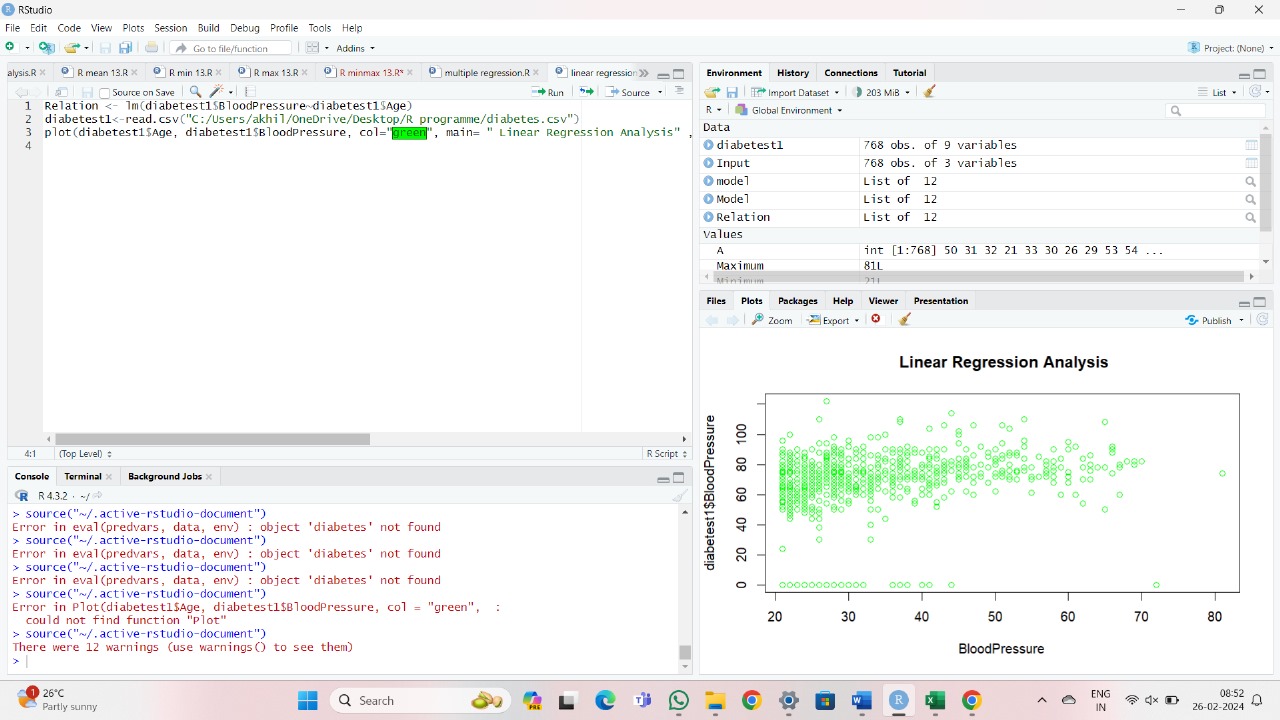 RStudio
File Edit Code View Plots Session Build Debug Profile Tools Help
Go to file/function Addins Project: (None)
alysis.R R mean 13.R R min 13.R R max 13.R R minmax 13.R* multiple regression.R linear regression
Source on Save Run Source
1 Relation <- lm(diabetest1$BloodPressure~diabetest1$Age)
2 diabetest1<-read.csv("C:/Users/akhil/OneDrive/Desktop/R programme/diabetes.csv")
3 plot(diabetest1$Age, diabetest1$BloodPressure, col="green", main= " Linear Regression Analysis" ,
4
4:1 (Top Level) R Script
Console Terminal Background Jobs
R 4.3.2 · ~/
> source("~/.active-rstudio-document")
Error in eval(predvars, data, env) : object 'diabetes' not found
> source("~/.active-rstudio-document")
Error in eval(predvars, data, env) : object 'diabetes' not found
> source("~/.active-rstudio-document")
Error in eval(predvars, data, env) : object 'diabetes' not found
> source("~/.active-rstudio-document")
Error in Plot(diabetest1$Age, diabetest1$BloodPressure, col = "green", :
could not find function "Plot"
> source("~/.active-rstudio-document")
There were 12 warnings (use warnings() to see them)
>
Environment History Connections Tutorial
Import Dataset 203 MiB List
R Global Environment
Data
diabetest1 768 obs. of 9 variables
Input 768 obs. of 3 variables
model List of 12
Model List of 12
Relation List of 12
Values
A int [1:768] 50 31 32 21 33 30 26 29 53 54 ...
Maximum 81L
Minimum 21L
Files Plots Packages Help Viewer Presentation
Zoom Export Publish
Linear Regression Analysis
diabetest1$BloodPressure
100
80
60
40
20
0
20 30 40 50 60 70 80
BloodPressure
1 26°C
Partly sunny
Search
PRE
ENG
IN
08:52
26-02-2024